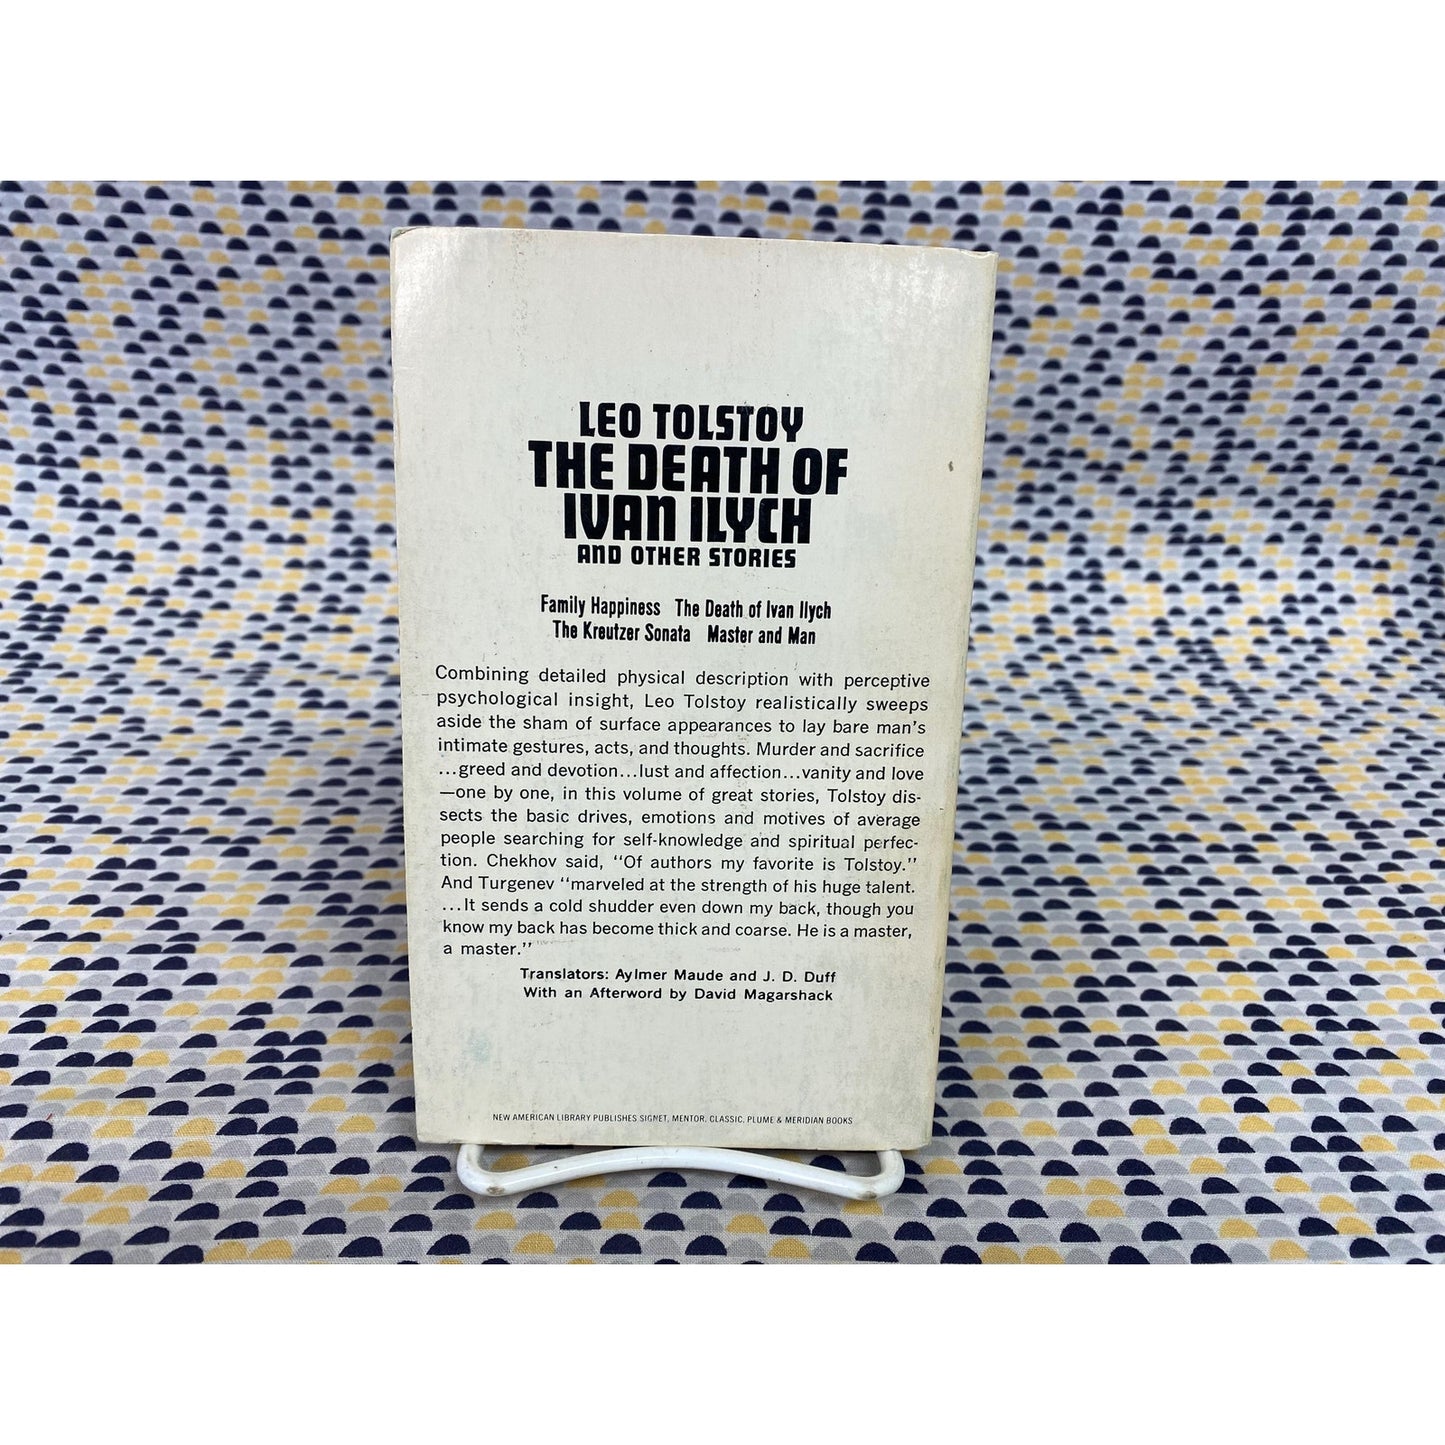 LEO TOLSTOY
THE DEATH OF
IVAN ILYCH
AND OTHER STORIES
Family Happiness The Death of Ivan Ilych
The Kreutzer Sonata Master and Man
Combining detailed physical description with perceptive
psychological insight, Leo Tolstoy realistically sweeps
aside the sham of surface appearances to lay bare man's
intimate gestures, acts, and thoughts. Murder and sacrifice
...greed and devotion...lust and affection...vanity and love
—one by one, in this volume of great stories, Tolstoy dis-
sects the basic drives, emotions and motives of average
people searching for self-knowledge and spiritual perfec-
tion. Chekhov said, "Of authors my favorite is Tolstoy."
And Turgenev "marveled at the strength of his huge talent.
...It sends a cold shudder even down my back, though you
know my back has become thick and coarse. He is a master,
a master."
Translators: Aylmer Maude and J. D. Duff
With an Afterword by David Magarshack
NEW AMERICAN LIBRARY PUBLISHES SIGNET, MENTOR, CLASSIC, PLUME & MERIDIAN BOOKS